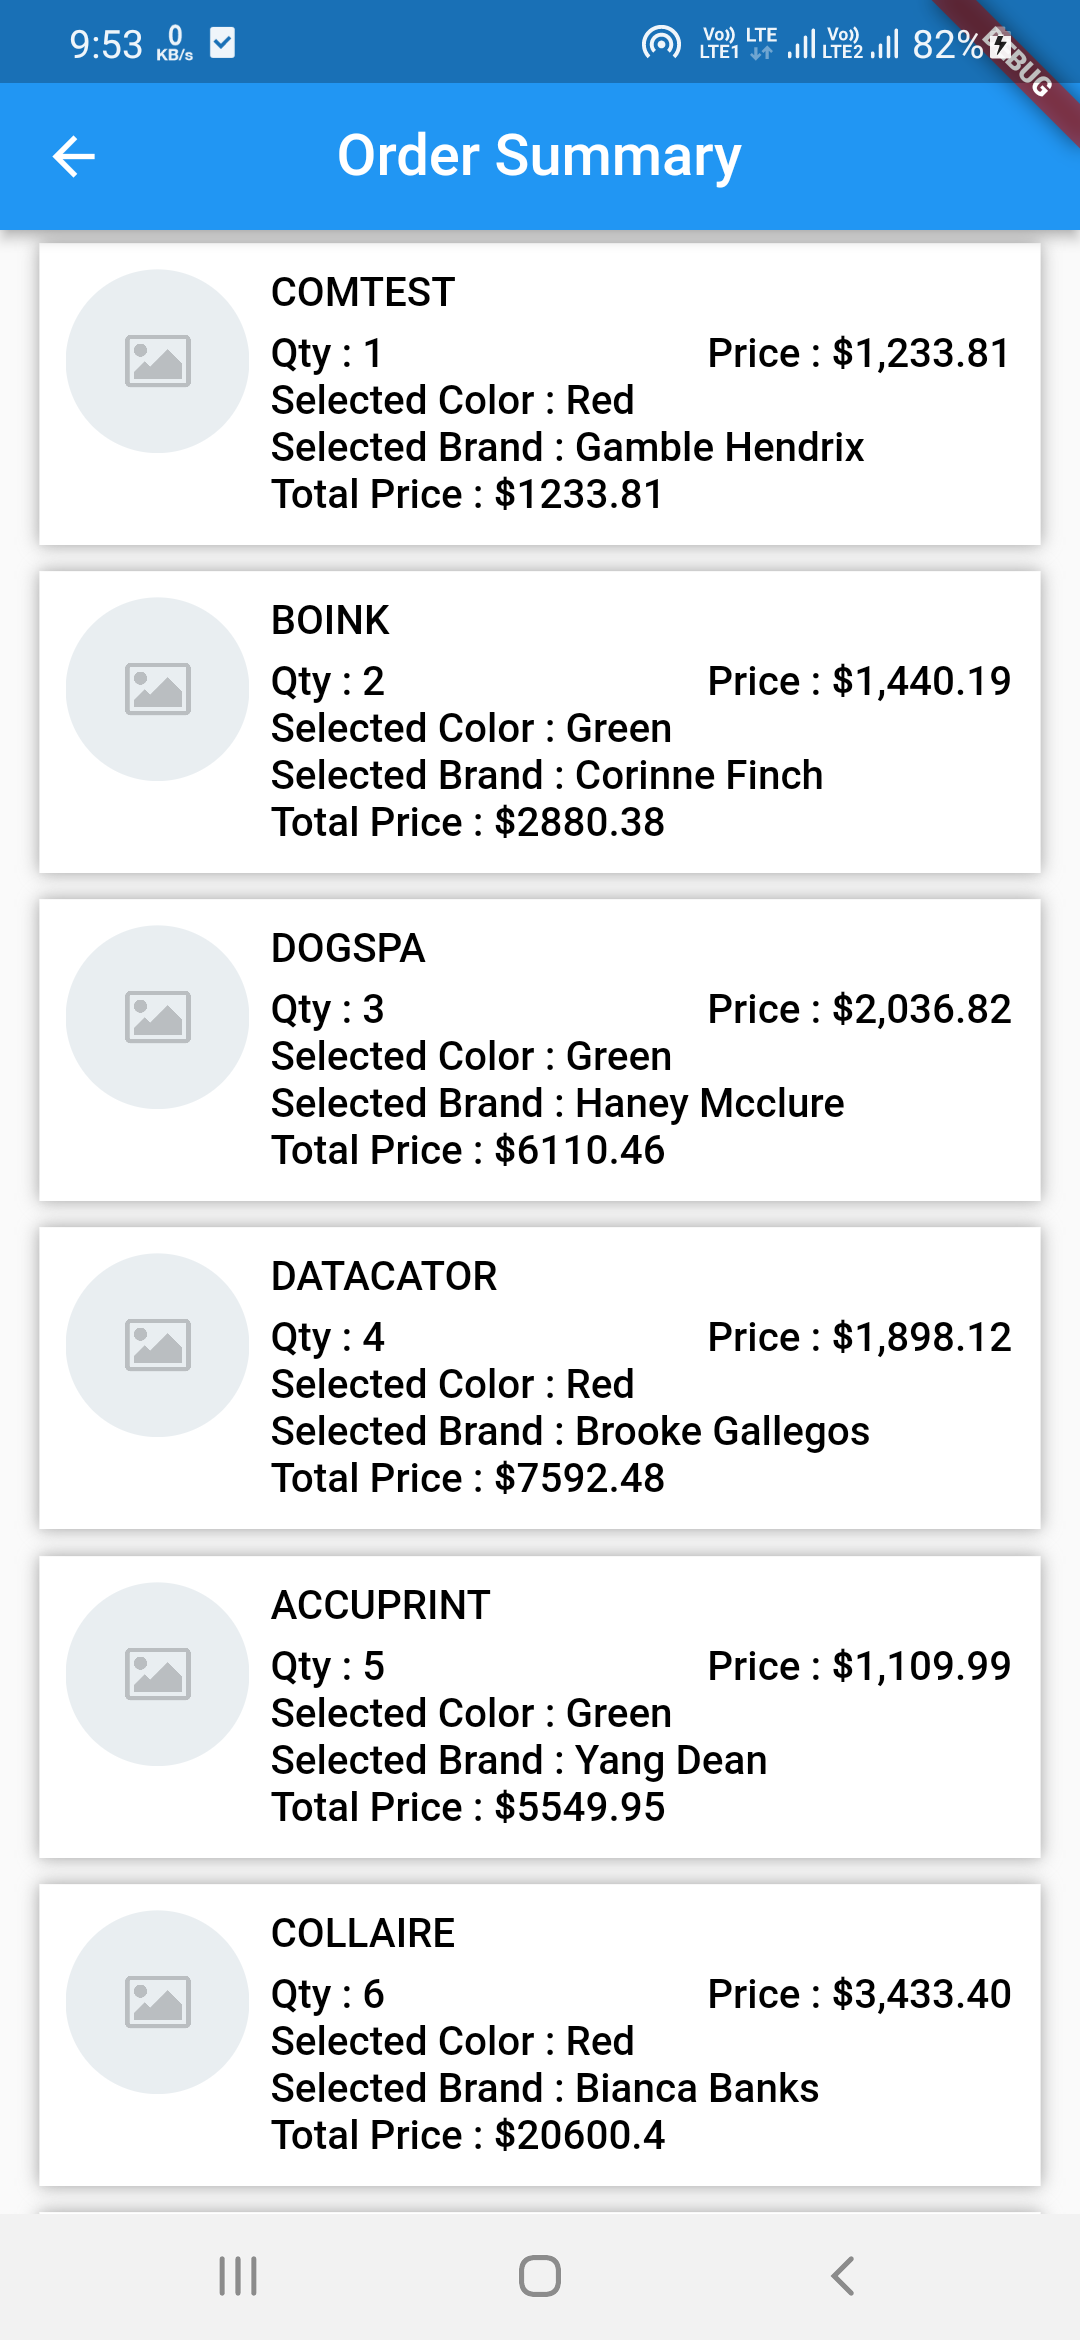 9:53 0 KB/s Vo)) LTE1 LTE Vo)) LTE2 82%
DEBUG
Order Summary
COMTEST
Qty : 1 Price : $1,233.81
Selected Color : Red
Selected Brand : Gamble Hendrix
Total Price : $1233.81
BOINK
Qty : 2 Price : $1,440.19
Selected Color : Green
Selected Brand : Corinne Finch
Total Price : $2880.38
DOGSPA
Qty : 3 Price : $2,036.82
Selected Color : Green
Selected Brand : Haney Mcclure
Total Price : $6110.46
DATACATOR
Qty : 4 Price : $1,898.12
Selected Color : Red
Selected Brand : Brooke Gallegos
Total Price : $7592.48
ACCUPRINT
Qty : 5 Price : $1,109.99
Selected Color : Green
Selected Brand : Yang Dean
Total Price : $5549.95
COLLAIRE
Qty : 6 Price : $3,433.40
Selected Color : Red
Selected Brand : Bianca Banks
Total Price : $20600.4